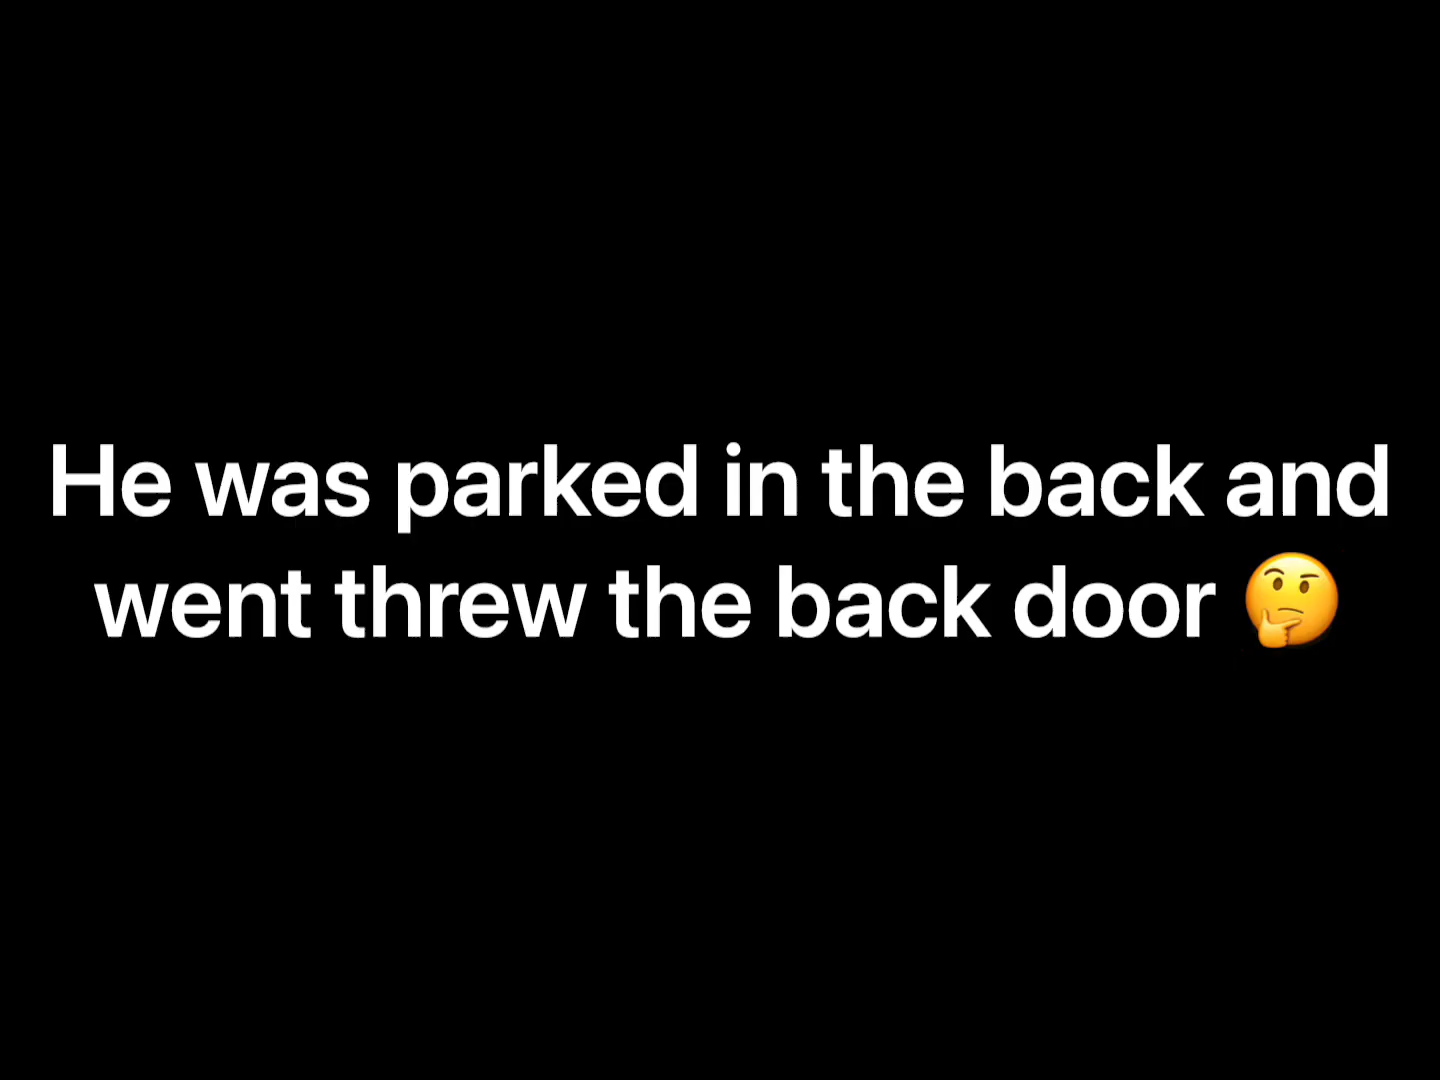 He was parked in the back and
went threw the back door 🤔